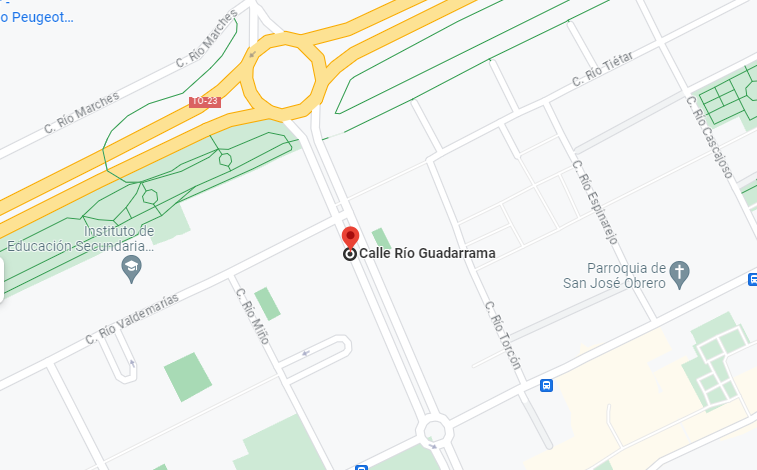 o Peugeot...
C. Río Marches
C. Río Marches
TO-23
C. Río Tiétar
C. Río Cascajoso
C. Río Espinarejo
Instituto de
Educación Secundaria...
Calle Río Guadarrama
Parroquia de
San José Obrero
C. Río Valdemarías
C. Río Miño
C. Río Torcón